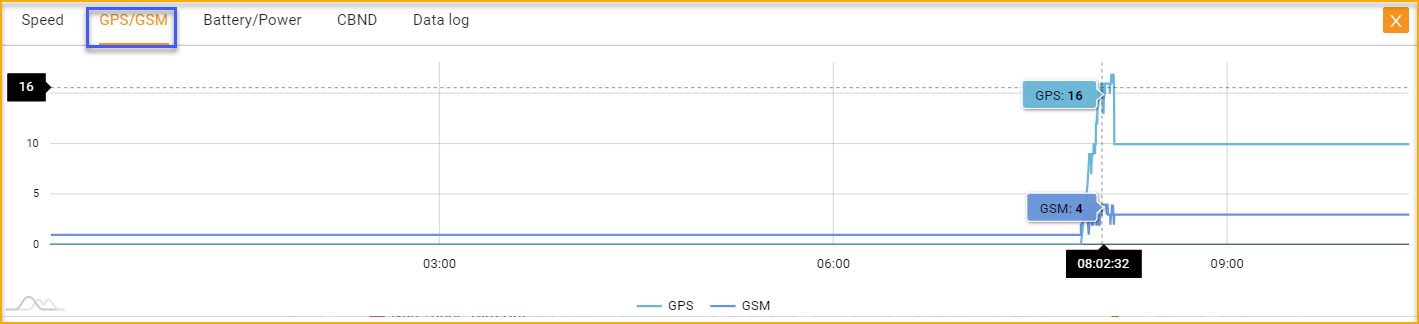 Speed GPS/GSM Battery/Power CBND Data log X
16
GPS: 16
10
5
GSM: 4
0
03:00 06:00 08:02:32 09:00
GPS GSM